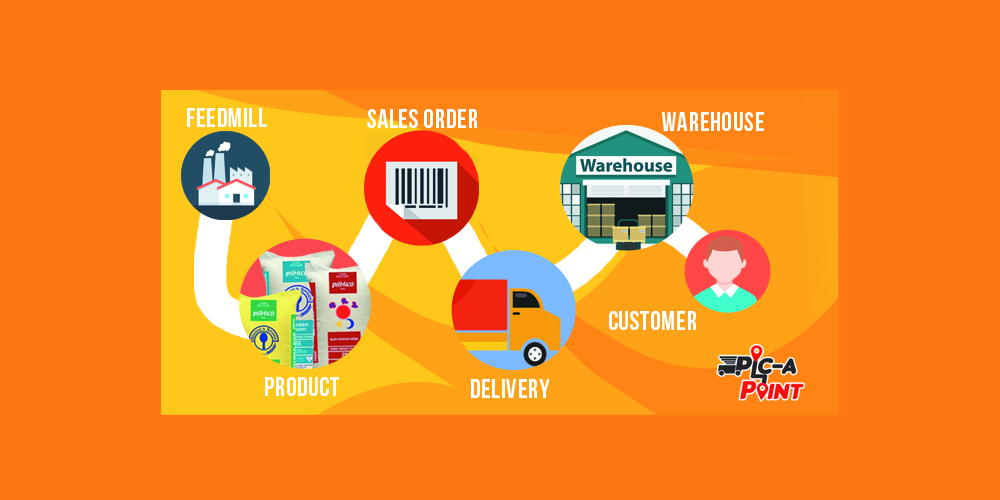 FEEDMILL
SALES ORDER
WAREHOUSE
Warehouse
pilmico
pilmico
pilmico
CUSTOMER
PRODUCT
DELIVERY
PIC-A
POINT